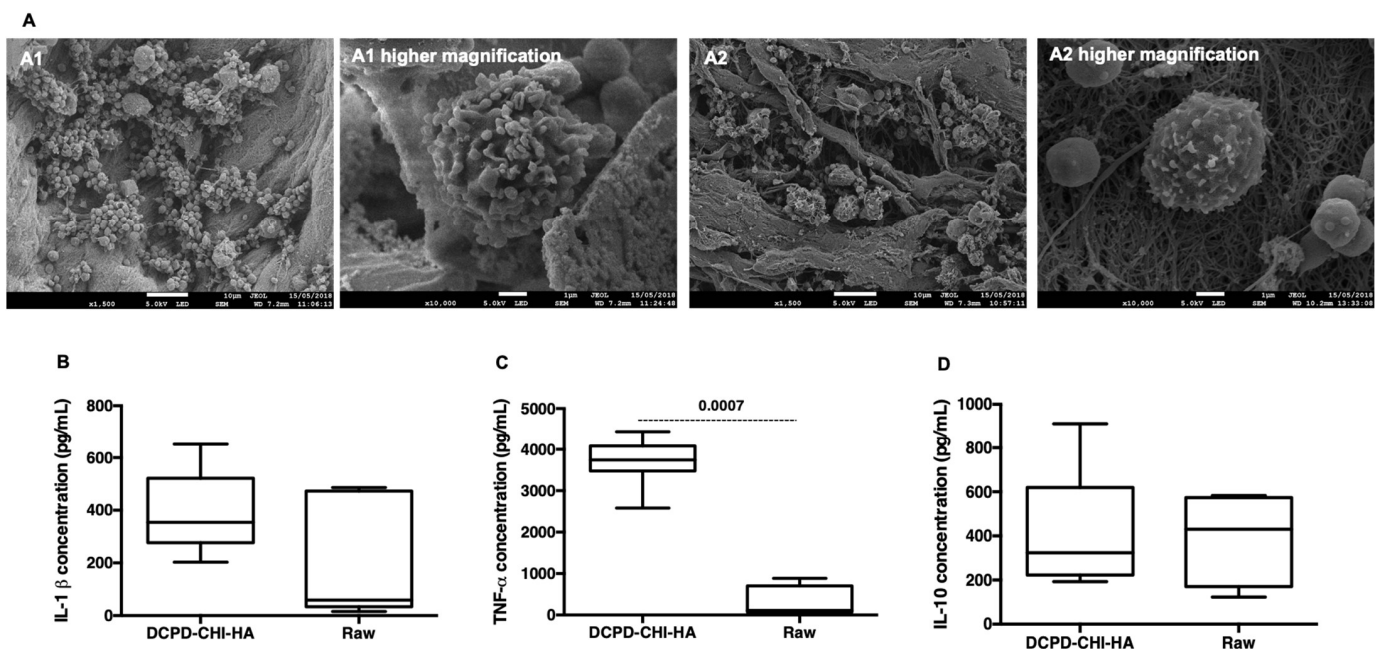 A
A1
A1 higher magnification
A2
A2 higher magnification
x1,500 5.0kV LED 10μm JEOL 15/05/2018
SEM WD 7.2mm 11:06:13
x10,000 5.0kV LED 1μm JEOL 15/05/2018
SEM WD 7.2mm 11:24:48
x1,500 5.0kV LED 10μm JEOL 15/05/2018
SEM WD 7.3mm 10:57:11
x10,000 5.0kV LED 1μm JEOL 15/05/2018
SEM WD 10.2mm 13:33:08
B
IL-1 β concentration (pg/mL)
800
600
400
200
0
DCPD-CHI-HA Raw
C
TNF-α concentration (pg/mL)
5000
4000
3000
2000
1000
0
0.0007
DCPD-CHI-HA Raw
D
IL-10 concentration (pg/mL)
1000
800
600
400
200
0
DCPD-CHI-HA Raw